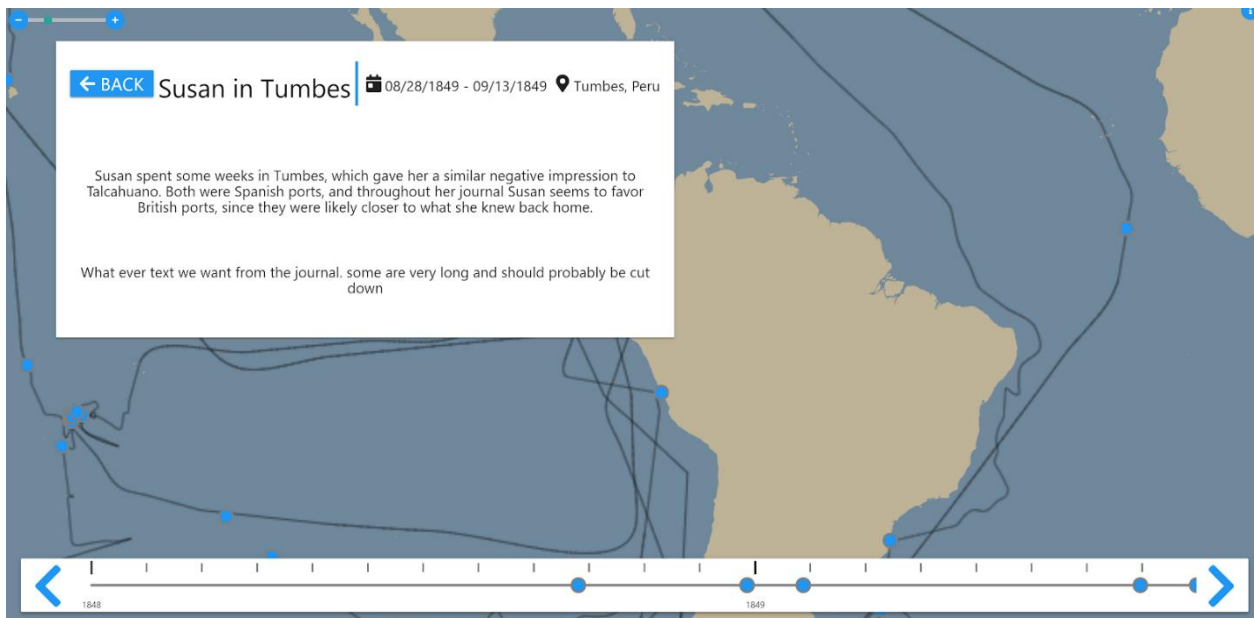 BACK Susan in Tumbes 08/28/1849 - 09/13/1849 Tumbes, Peru
Susan spent some weeks in Tumbes, which gave her a similar negative impression to
Talcahuano. Both were Spanish ports, and throughout her journal Susan seems to favor
British ports, since they were likely closer to what she knew back home.
What ever text we want from the journal. some are very long and should probably be cut
down
1848 1849